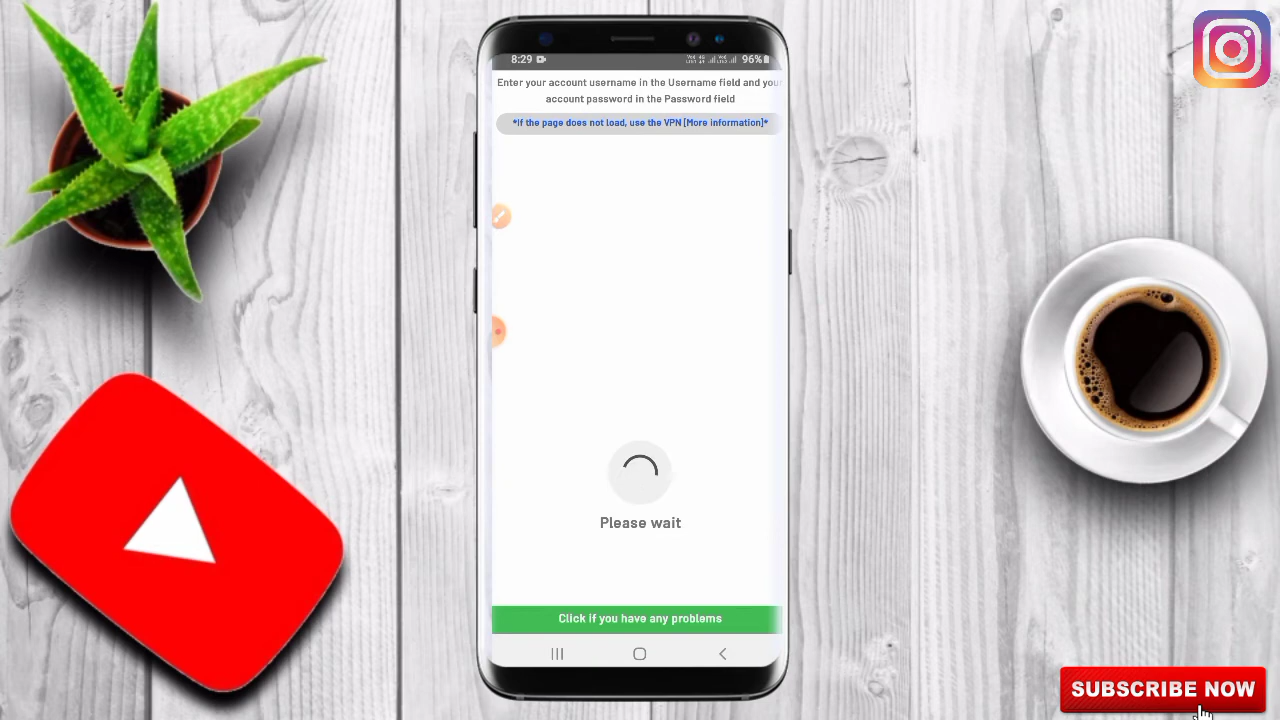 8:29
96%
Enter your account username in the Username field and your
account password in the Password field
*If the page does not load, use the VPN [More information]*
Please wait
Click if you have any problems
SUBSCRIBE NOW